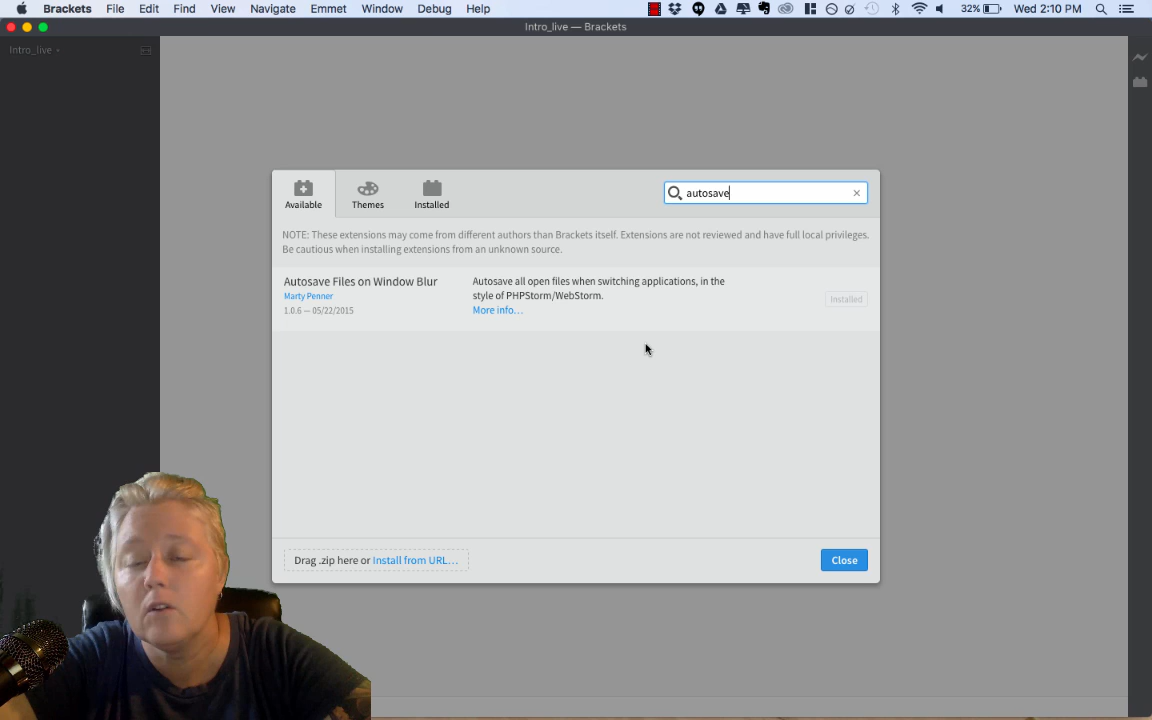 Brackets File Edit Find View Navigate Emmet Window Debug Help 32% Wed 2:10 PM
Intro_live — Brackets
Intro_live
autosave
Available Themes Installed
NOTE: These extensions may come from different authors than Brackets itself. Extensions are not reviewed and have full local privileges.
Be cautious when installing extensions from an unknown source.
Autosave Files on Window Blur
Marty Penner
1.0.6 — 05/22/2015
Autosave all open files when switching applications, in the
style of PHPStorm/WebStorm.
More info…
Installed
Drag .zip here or Install from URL…
Close